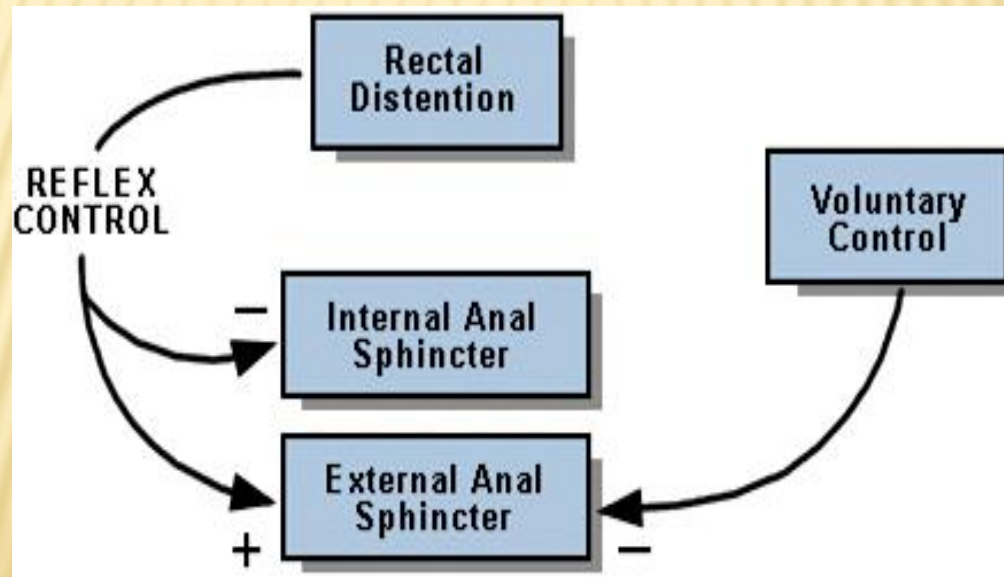 Rectal
Distention
REFLEX
CONTROL
Voluntary
Control
−
Internal Anal
Sphincter
External Anal
Sphincter
+
−